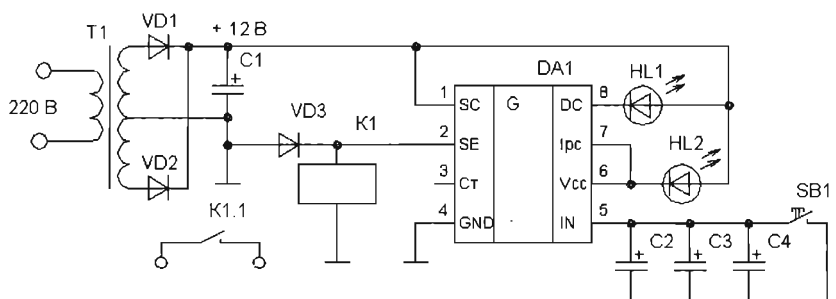 VD1
T1
+ 12 В
C1
+
DA1
HL1
220 В
VD3
K1
1
SC
G
DC
8
2
SE
Ipc
7
HL2
VD2
3
Ст
Vcc
6
SB1
K1.1
4
GND
IN
5
C2
C3
C4
+
+
+